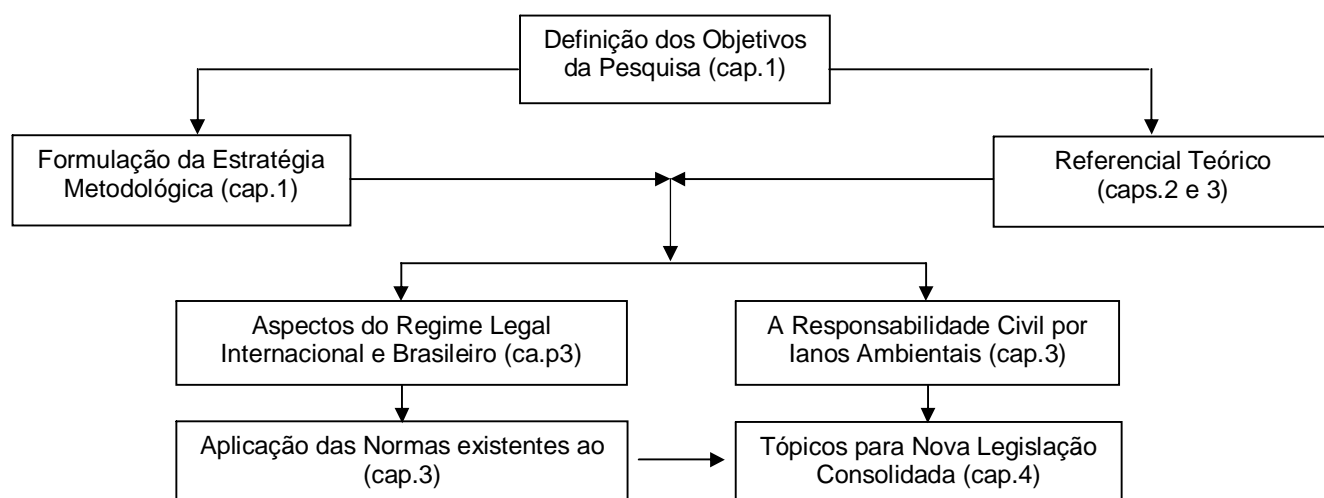 Definição dos Objetivos
da Pesquisa (cap.1)
Formulação da Estratégia
Metodológica (cap.1)
Referencial Teórico
(caps.2 e 3)
Aspectos do Regime Legal
Internacional e Brasileiro (ca.p3)
A Responsabilidade Civil por
Ianos Ambientais (cap.3)
Aplicação das Normas existentes ao
(cap.3)
Tópicos para Nova Legislação
Consolidada (cap.4)